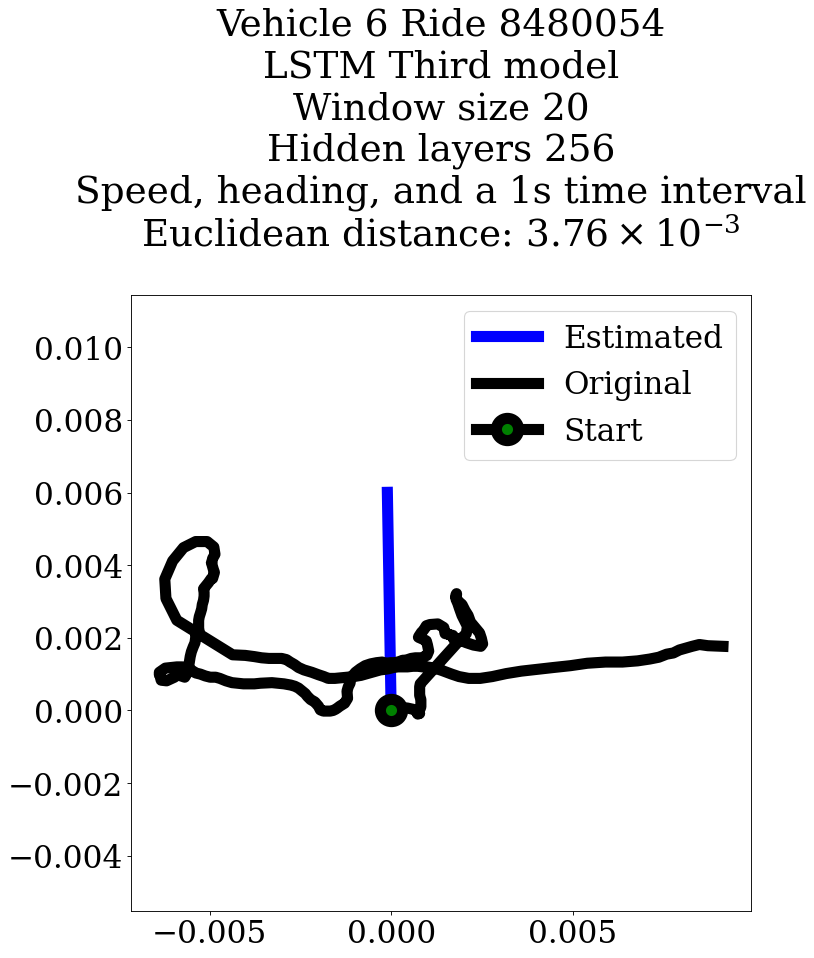 Vehicle 6 Ride 8480054
LSTM Third model
Window size 20
Hidden layers 256
Speed, heading, and a 1s time interval
Euclidean distance: 3.76 × 10⁻³
Estimated
Original
Start
0.010
0.008
0.006
0.004
0.002
0.000
−0.002
−0.004
−0.005 0.000 0.005